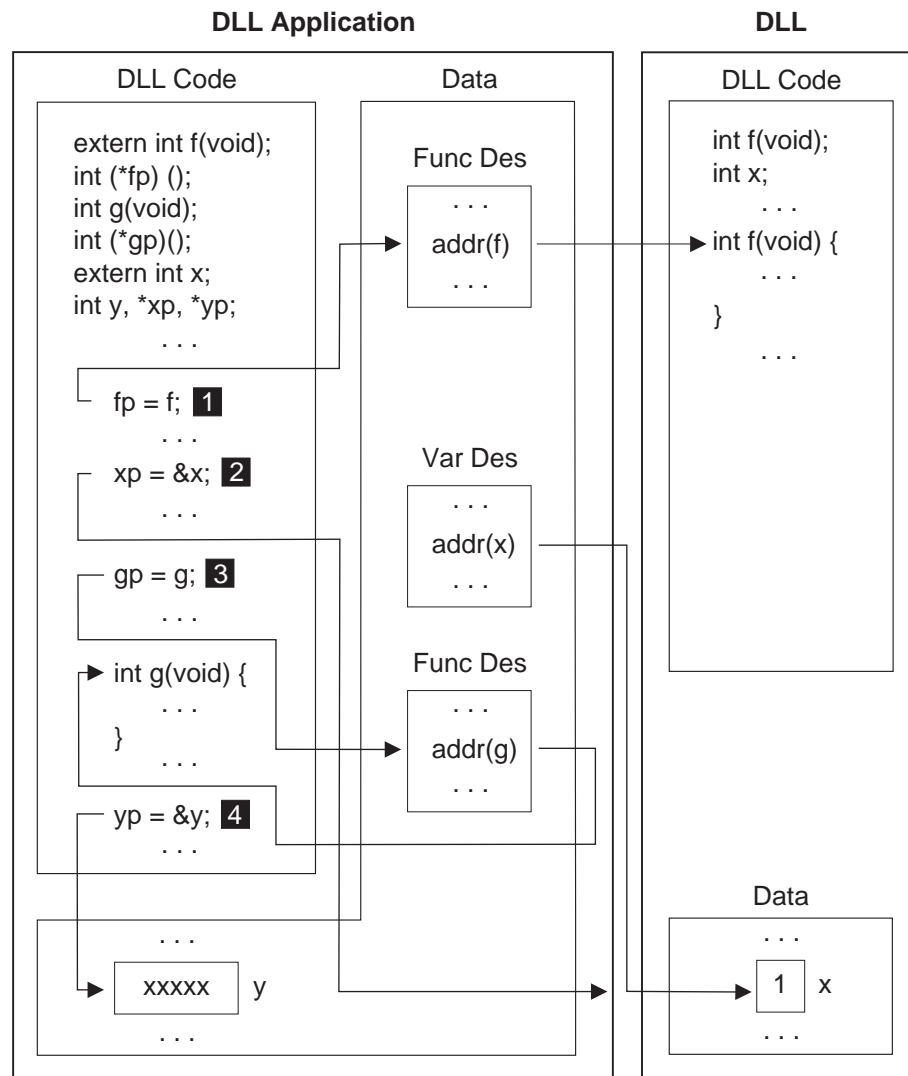 DLL Application
DLL
DLL Code
Data
DLL Code
extern int f(void);
int (*fp) ();
int g(void);
int (*gp)();
extern int x;
int y, *xp, *yp;
. . .
fp = f; 1
. . .
xp = &x; 2
. . .
gp = g; 3
. . .
int g(void) {
. . .
}
. . .
yp = &y; 4
. . .
Func Des
. . .
addr(f)
. . .
Var Des
. . .
addr(x)
. . .
Func Des
. . .
addr(g)
. . .
. . .
xxxxx y
. . .
int f(void);
int x;
. . .
int f(void) {
. . .
}
. . .
Data
. . .
1 x
. . .